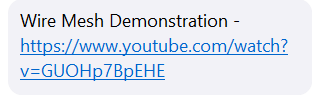 Wire Mesh Demonstration -
https://www.youtube.com/watch?
v=GUOHp7BpEHE